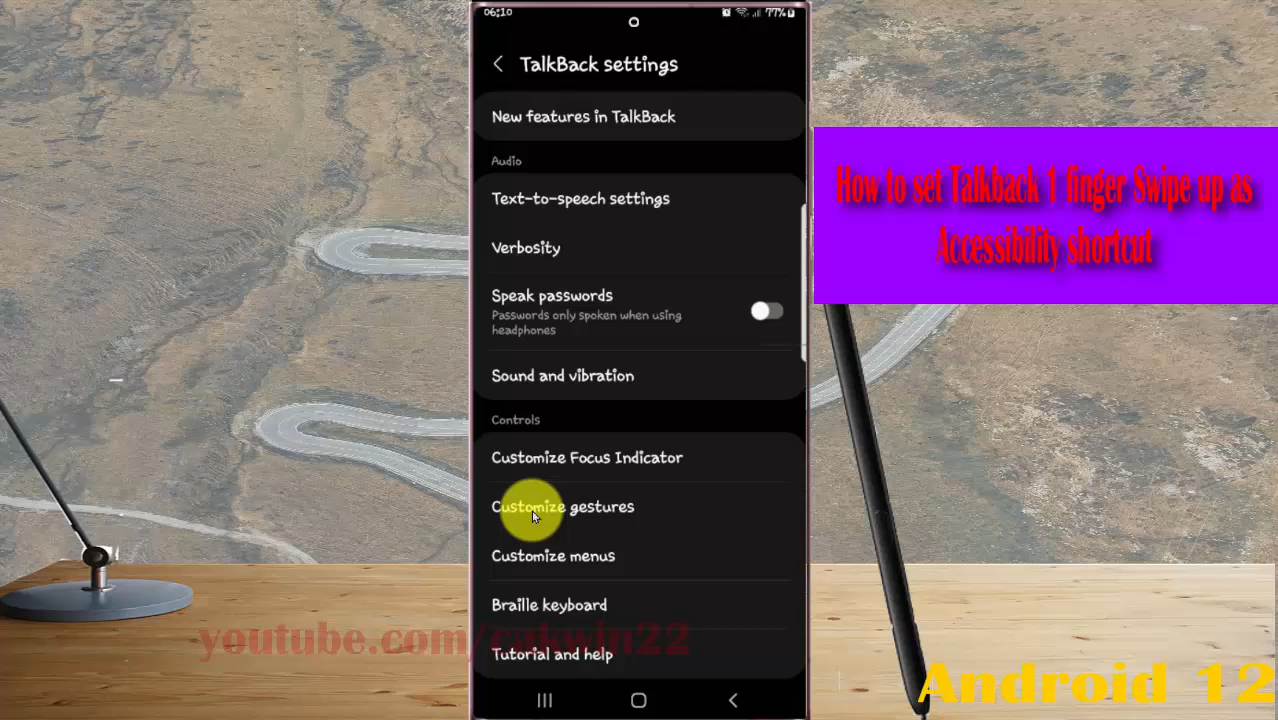 06:10
77%
TalkBack settings
New features in TalkBack
Audio
Text-to-speech settings
Verbosity
Speak passwords
Passwords only spoken when using
headphones
Sound and vibration
Controls
Customize Focus Indicator
Customize gestures
Customize menus
Braille keyboard
Tutorial and help
How to set Talkback 1 finger Swipe up as
Accessibility shortcut
youtube.com/cakwin22
Android 12